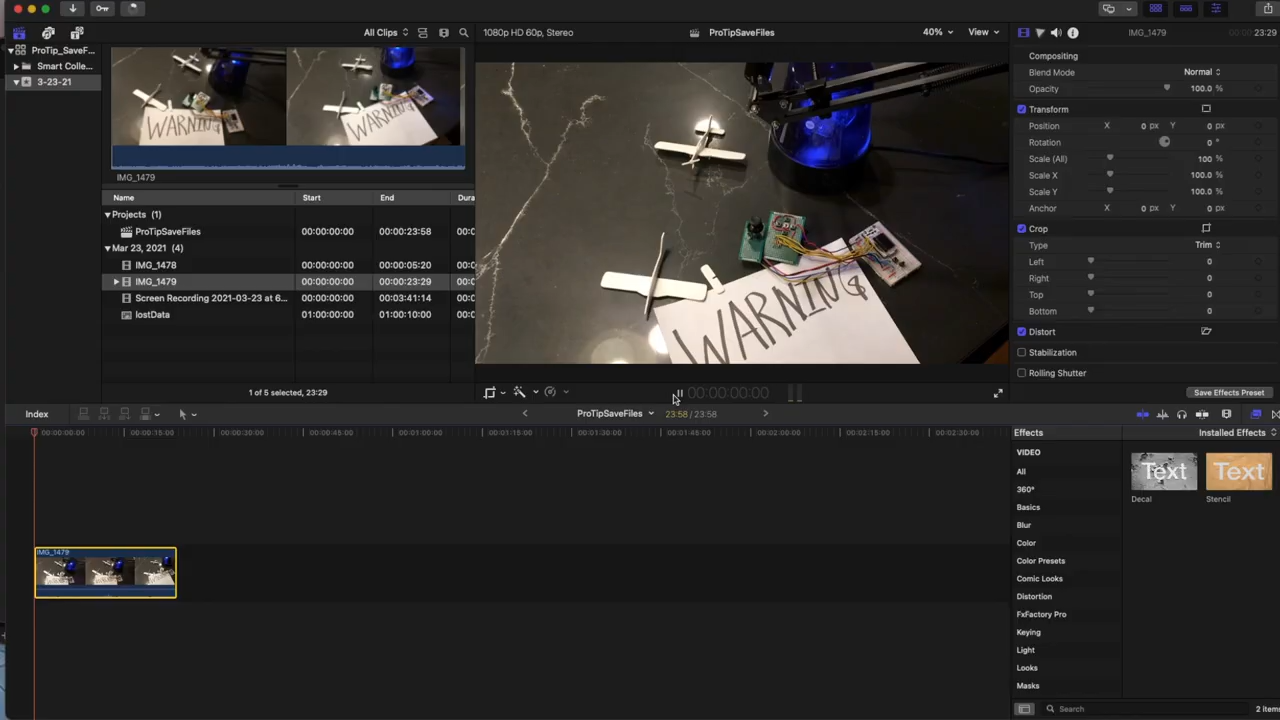 All Clips
1080p HD 60p, Stereo
ProTipSaveFiles
40%
View
IMG_1479
23:29
ProTip_SaveF...
Smart Colle...
3-23-21
WARNING
WARNING
IMG_1479
Name
Start
End
Dura
Projects (1)
ProTipSaveFiles
00:00:00:00
00:00:23:58
Mar 23, 2021 (4)
IMG_1478
00:00:00:00
00:00:05:20
IMG_1479
00:00:00:00
00:00:23:29
Screen Recording 2021-03-23 at 6...
00:00:00:00
00:03:41:14
lostData
01:00:00:00
01:00:10:00
1 of 5 selected, 23:29
WARNING
00:00:00:00
Compositing
Blend Mode
Normal
Opacity
100.0 %
Transform
Position
X
0 px
Y
0 px
Rotation
0 °
Scale (All)
100 %
Scale X
100.0 %
Scale Y
100.0 %
Anchor
X
0 px
Y
0 px
Crop
Type
Trim
Left
0
Right
0
Top
0
Bottom
0
Distort
Stabilization
Rolling Shutter
Save Effects Preset
Index
ProTipSaveFiles
23:58 / 23:58
00:00:00:00
00:00:15:00
00:00:30:00
00:00:45:00
00:01:00:00
00:01:15:00
00:01:30:00
00:01:45:00
00:02:00:00
00:02:15:00
00:02:30:00
IMG_1479
Effects
Installed Effects
VIDEO
All
360°
Basics
Blur
Color
Color Presets
Comic Looks
Distortion
FxFactory Pro
Keying
Light
Looks
Masks
Text
Decal
Text
Stencil
Search
2 items